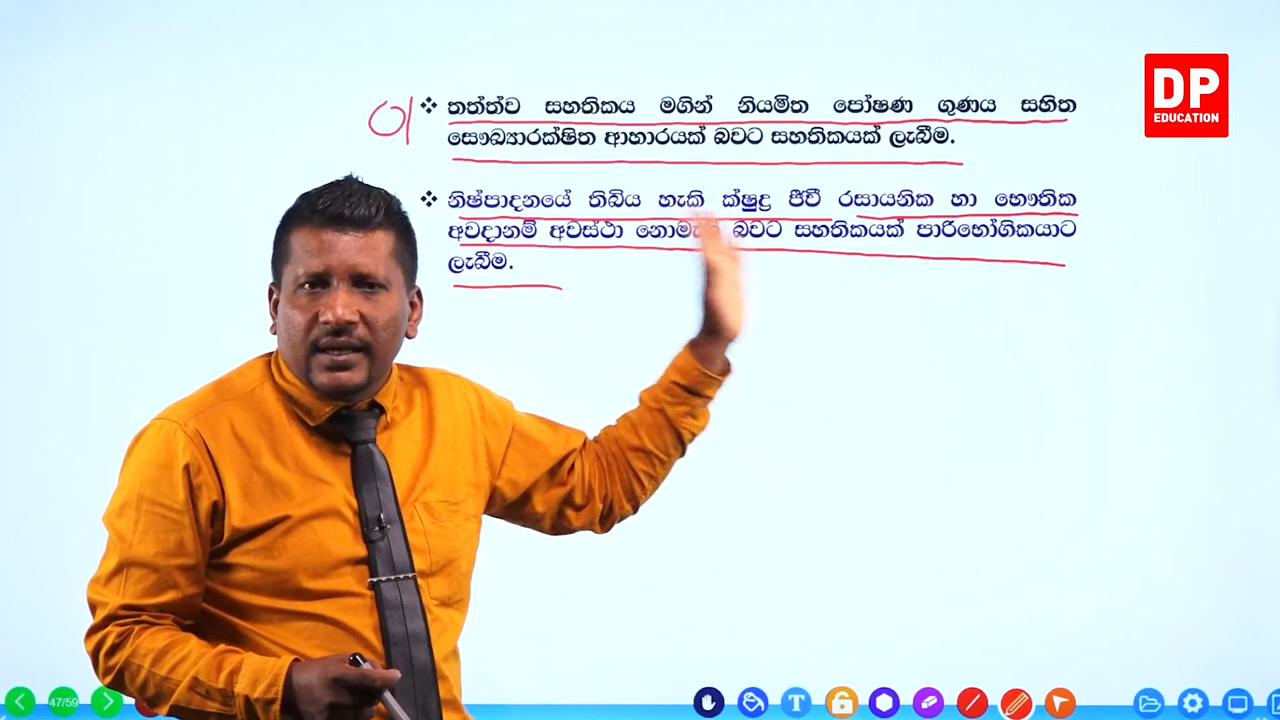 DP
EDUCATION
❖ තත්ත්ව සහතිකය මගින් නියමිත පෝෂණ ගුණය සහිත
සෞඛ්‍යාරක්ෂිත ආහාරයක් බවට සහතිකයක් ලැබීම.
❖ නිෂ්පාදනයේ තිබිය හැකි ක්ෂුද්‍ර ජීවී රසායනික හා භෞතික
අවදානම් අවස්ථා බවට සහතිකයක් පාරිභෝගිකයාට
ලැබීම.
47/59
T